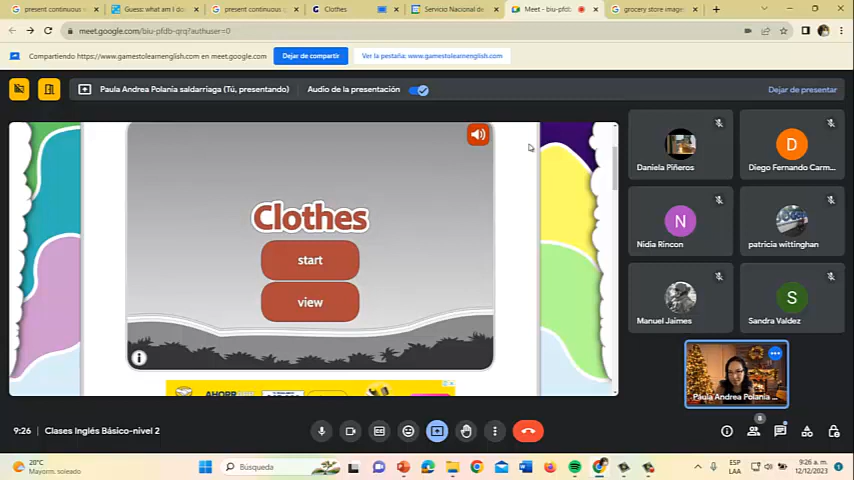 present continuous
Guess: what am I do
present continuous
Clothes
Servicio Nacional de
Meet - biu-pfdb
grocery store image
meet.google.com/biu-pfdb-qrq?authuser=0
Compartiendo https://www.gamestolearnenglish.com en meet.google.com
Dejar de compartir
Ver la pestaña: www.gamestolearnenglish.com
Paula Andrea Polania saldarriaga (Tú, presentando)
Audio de la presentación
Dejar de presentar
Clothes
start
view
i
Daniela Piñeros
D
Diego Fernando Carm...
N
Nidia Rincon
patricia wittinghan
Manuel Jaimes
S
Sandra Valdez
Paula Andrea Polania ...
9:26
Clases Inglés Básico-nivel 2
8
20°C
Mayorm. soleado
Búsqueda
ESP
LAA
9:26 a. m.
12/12/2023